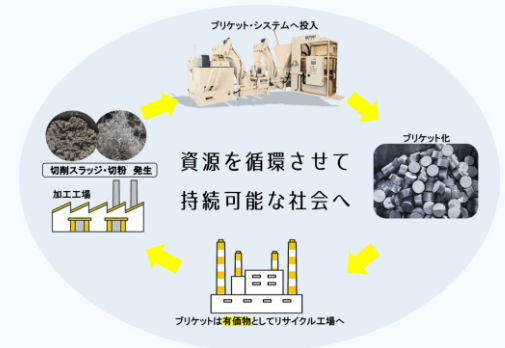 ブリケット・システムへ投入
切削スラッジ・切粉 発生
加工工場
資源を循環させて
持続可能な社会へ
ブリケット化
ブリケットは有価物としてリサイクル工場へ